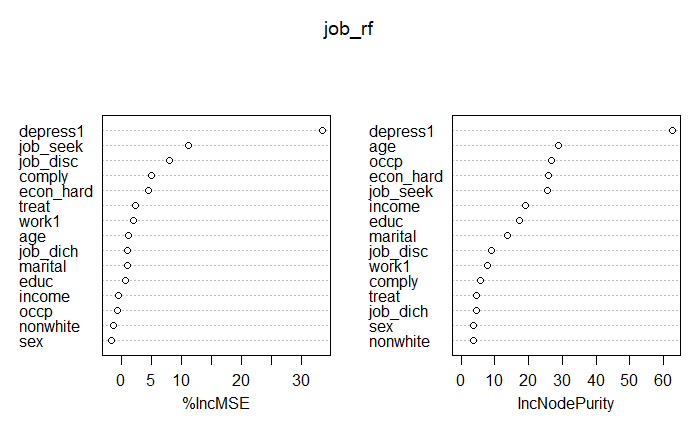 job_rf
depress1
job_seek
job_disc
comply
econ_hard
treat
work1
age
job_dich
marital
educ
income
occp
nonwhite
sex
0 5 10 30
%IncMSE
depress1
age
occp
econ_hard
job_seek
income
educ
marital
job_disc
work1
comply
treat
job_dich
sex
nonwhite
0 10 20 30 40 50 60
IncNodePurity